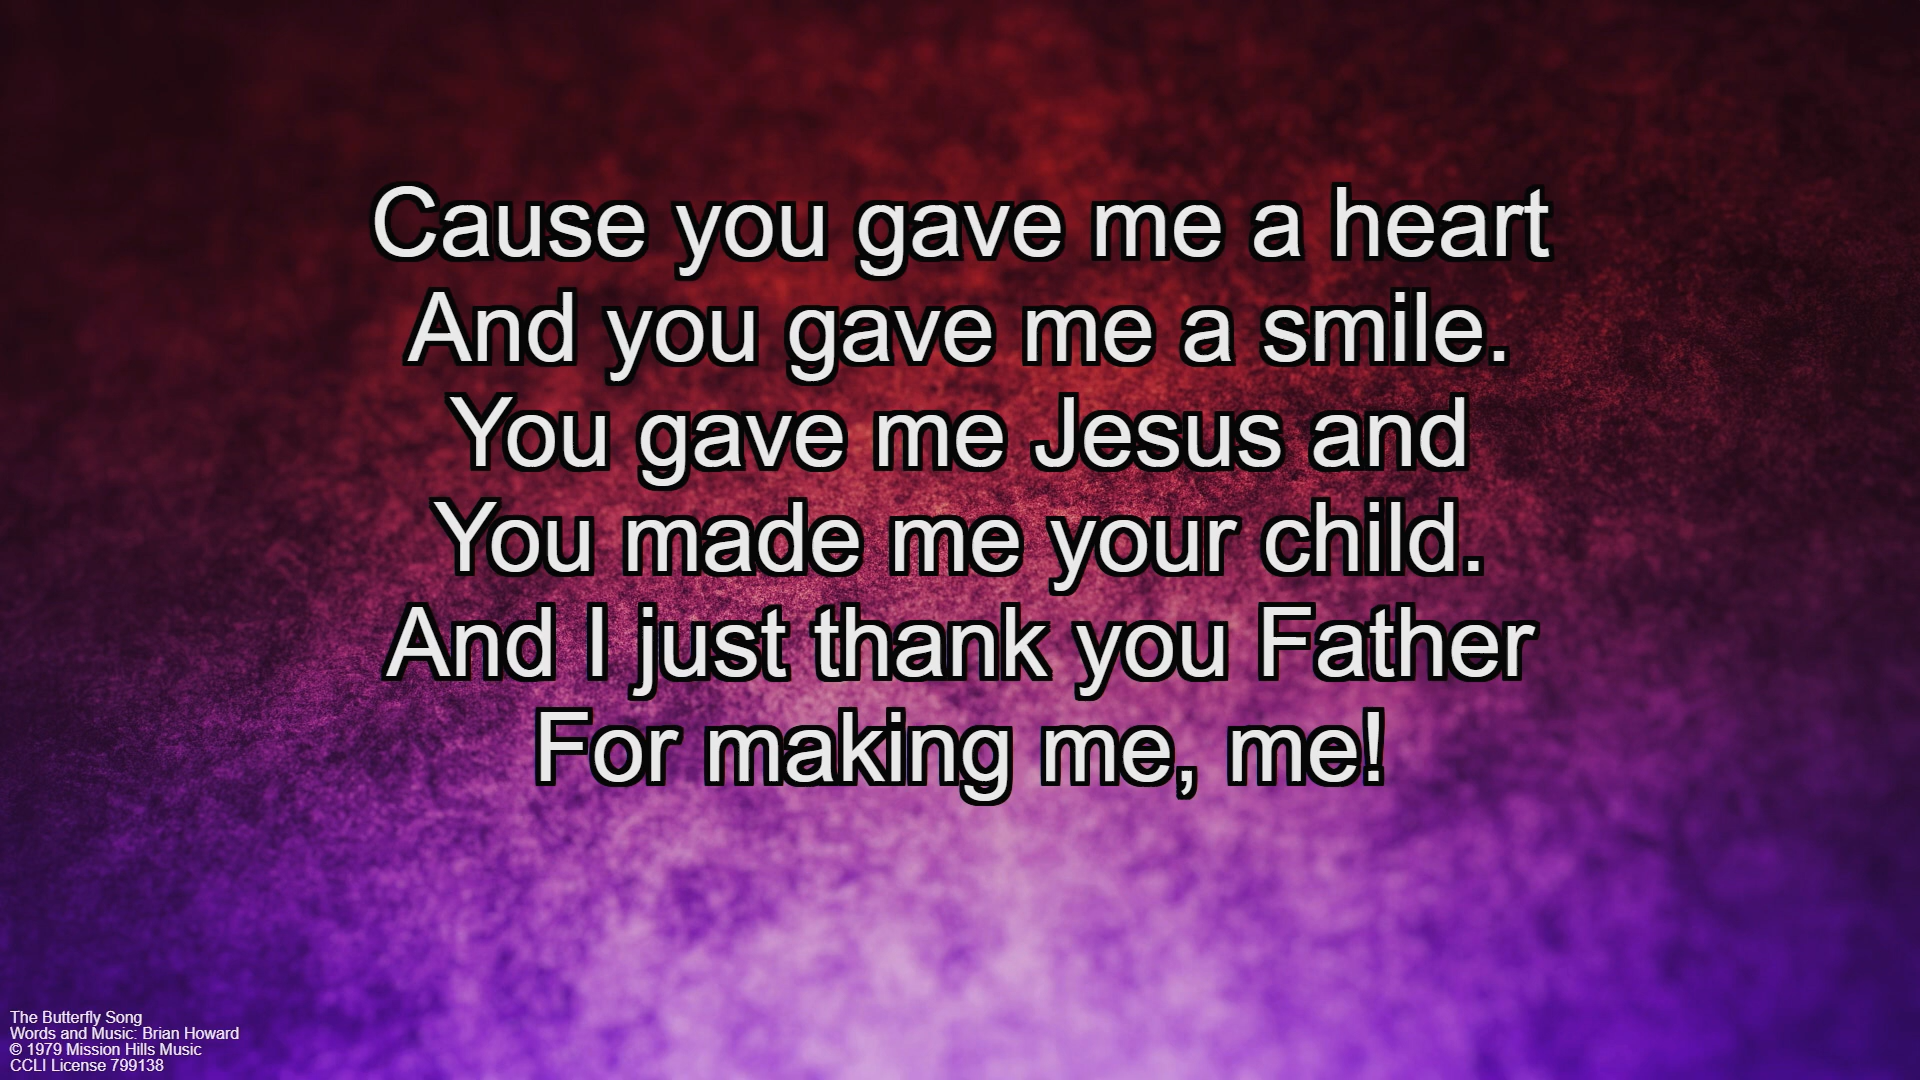 Cause you gave me a heart
And you gave me a smile.
You gave me Jesus and
You made me your child.
And I just thank you Father
For making me, me!
The Butterfly Song
Words and Music: Brian Howard
© 1979 Mission Hills Music
CCLI License 799138